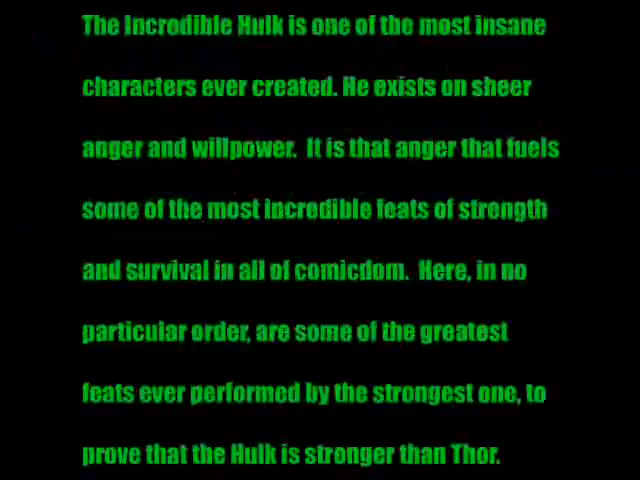 The Incredible Hulk is one of the most insane
characters ever created. He exists on sheer
anger and willpower.  It is that anger that fuels
some of the most incredible feats of strength
and survival in all of comicdom.  Here, in no
particular order, are some of the greatest
feats ever performed by the strongest one, to
prove that the Hulk is stronger than Thor.